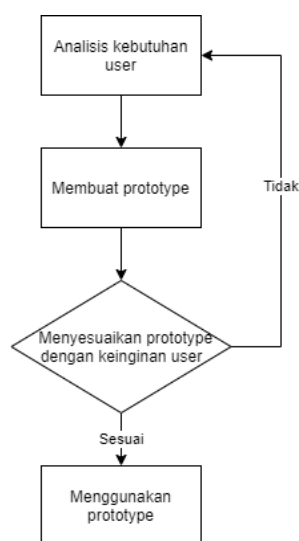 Analisis kebutuhan
user
Membuat prototype
Tidak
Menyesuaikan prototype
dengan keinginan user
Sesuai
Menggunakan
prototype